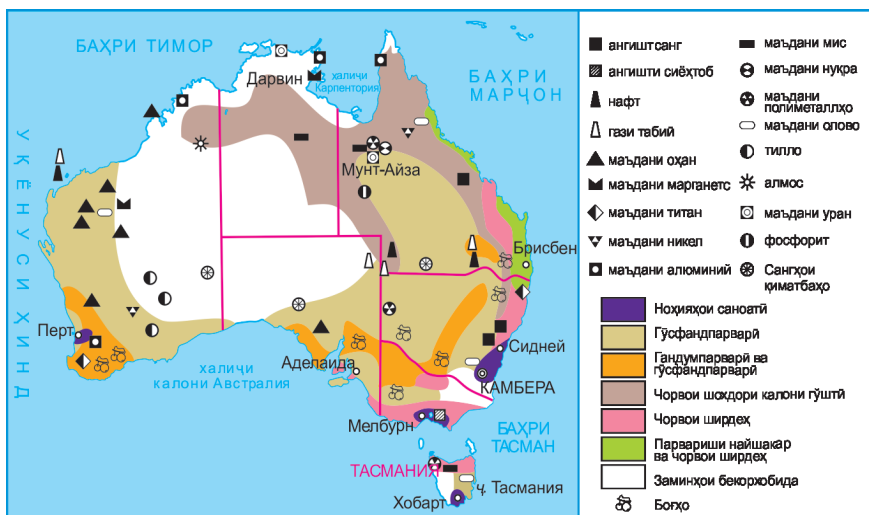 БАҲРИ ТИМОР
Дарвин
халиҷи
Карпентория
БАҲРИ
МАРҶОН
УҚЁНУСИ ҲИНД
Мунт-Айза
Брисбен
Перт
Сидней
Аделаида
халиҷи
калони Австралия
КАМБЕРА
Мелбурн
БАҲРИ
ТАСМАН
ТАСМАНИЯ
ҷ. Тасмания
Хобарт
ангиштсанг
ангишти сиёҳтоб
нафт
гази табиӣ
маъдани оҳан
маъдани марганетс
маъдани титан
маъдани никел
маъдани алюминий
маъдани мис
маъдани нуқра
маъдани
полиметаллҳо
маъдани олово
тилло
алмос
маъдани уран
фосфорит
Сангҳои
қиматбаҳо
Ноҳияҳои саноатӣ
Гӯсфандпарварӣ
Гандумпарварӣ ва
гӯсфандпарварӣ
Чорвои шохдори калони гӯштӣ
Чорвои ширдеҳ
Парвариши найшакар
ва чорвои ширдеҳ
Заминҳои бекорхобида
Боғҳо